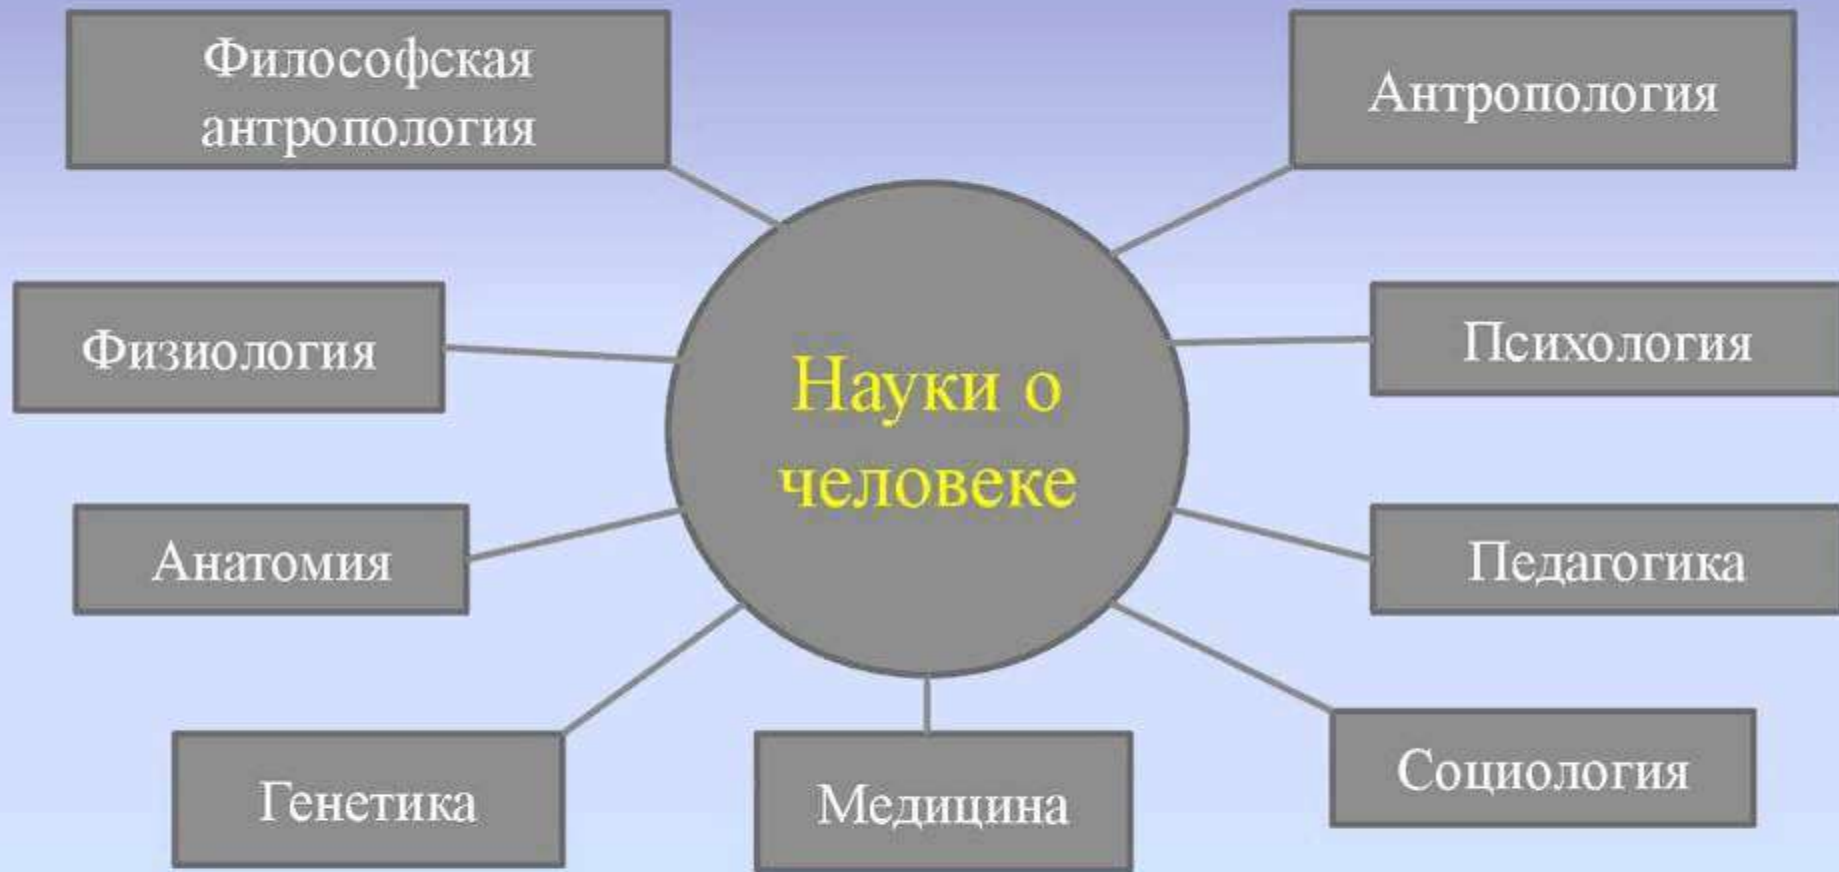 Философская
антропология
Антропология
Физиология
Психология
Науки о
человеке
Анатомия
Педагогика
Генетика
Медицина
Социология